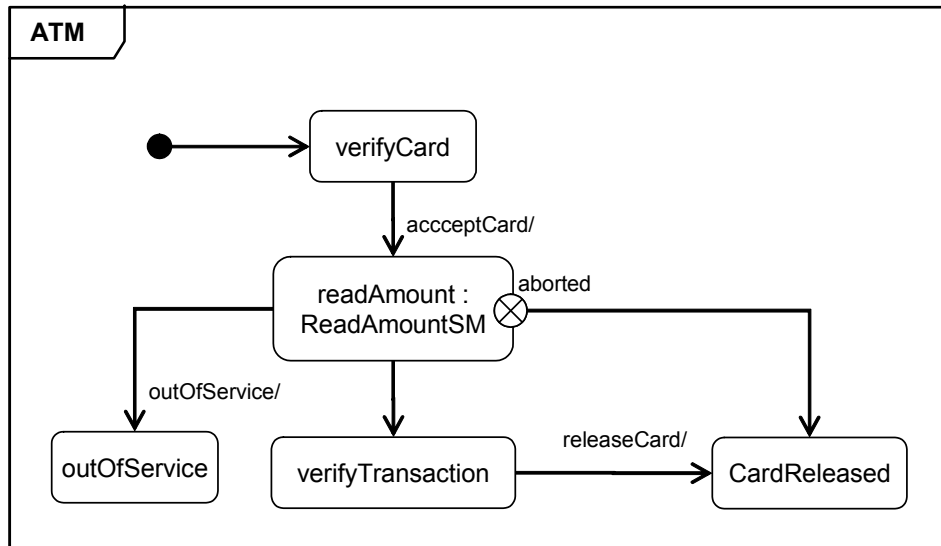 ATM
verifyCard
accceptCard/
readAmount :
ReadAmountSM
aborted
outOfService/
outOfService
verifyTransaction
releaseCard/
CardReleased